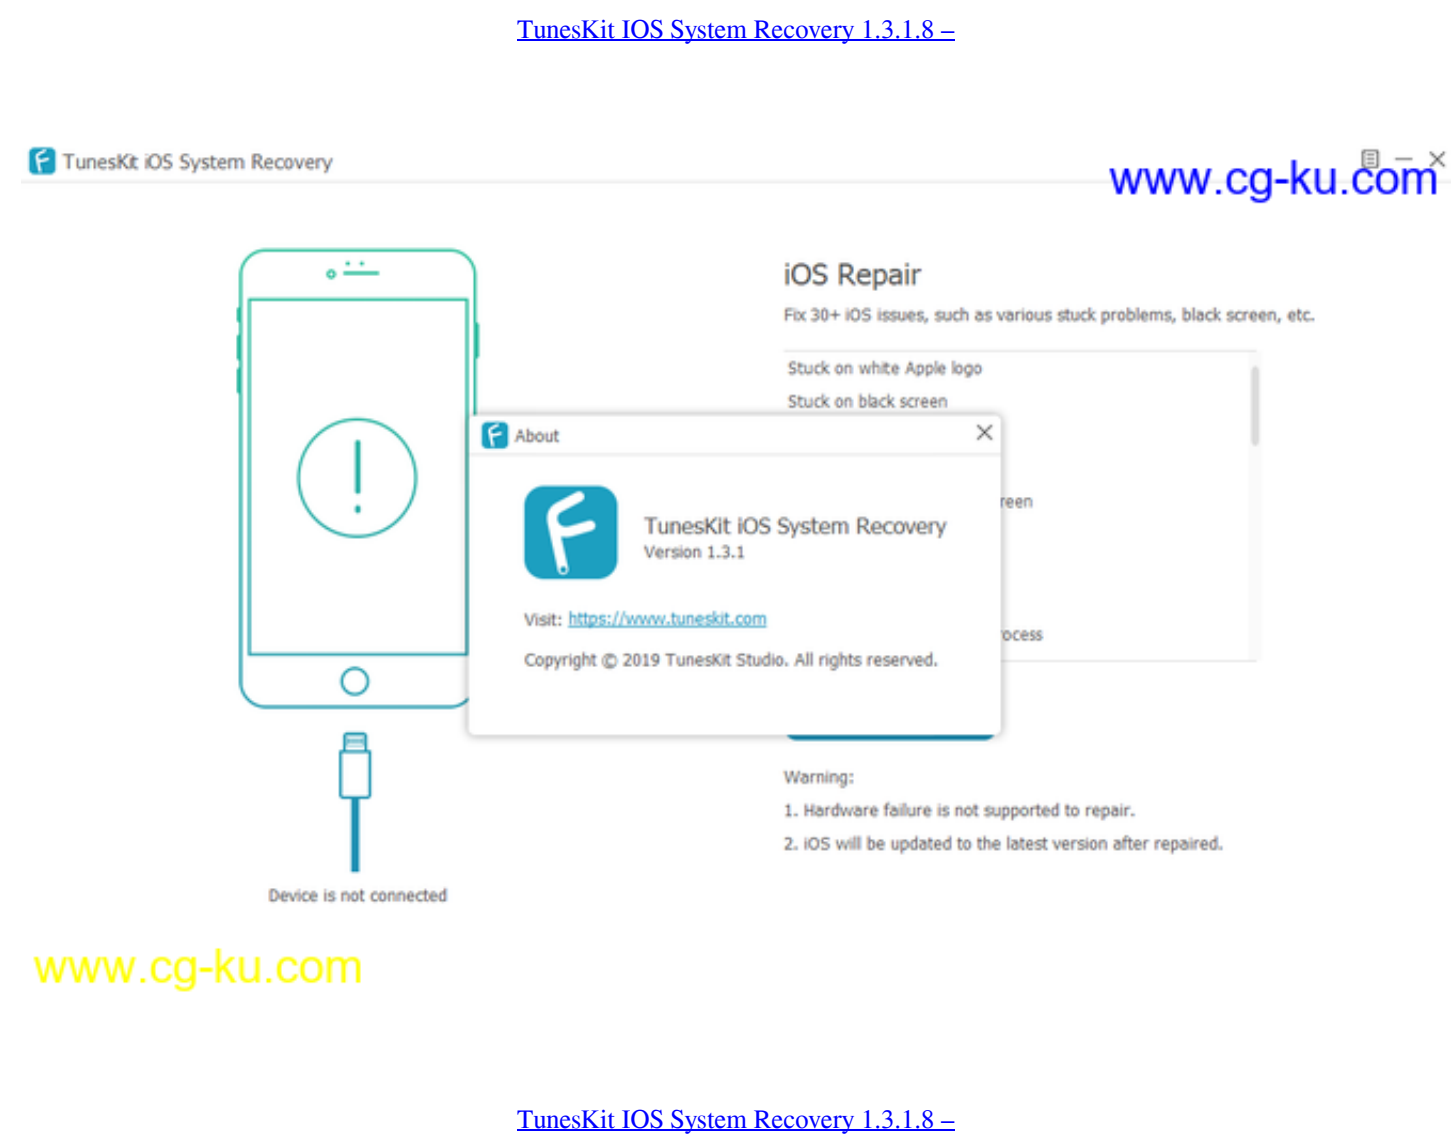 TunesKit IOS System Recovery 1.3.1.8 –
TunesKit iOS System Recovery
www.cg-ku.com
iOS Repair
Fix 30+ iOS issues, such as various stuck problems, black screen, etc.
Stuck on white Apple logo
Stuck on black screen
About
reen
TunesKit iOS System Recovery
Version 1.3.1
Visit: https://www.tuneskit.com
ocess
Copyright © 2019 TunesKit Studio. All rights reserved.
Warning:
1. Hardware failure is not supported to repair.
2. iOS will be updated to the latest version after repaired.
Device is not connected
www.cg-ku.com
TunesKit IOS System Recovery 1.3.1.8 –